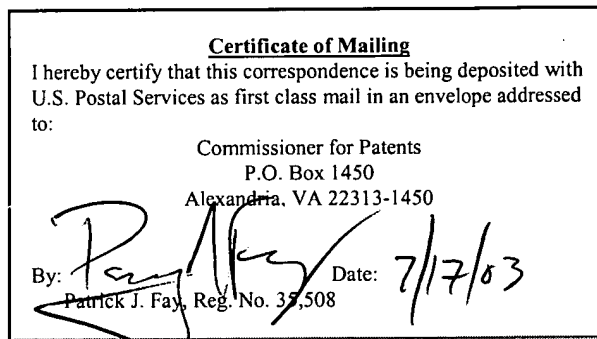 Certificate of Mailing
I hereby certify that this correspondence is being deposited with
U.S. Postal Services as first class mail in an envelope addressed
to:
Commissioner for Patents
P.O. Box 1450
Alexandria, VA 22313-1450
By: Date: 7/17/03
Patrick J. Fay, Reg. No. 35,508